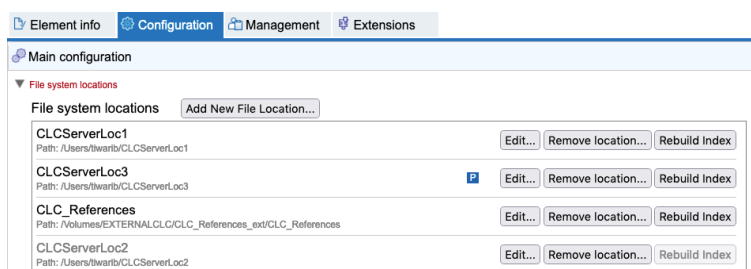 Element info Configuration Management Extensions
Main configuration
File system locations
File system locations Add New File Location...
CLCServerLoc1
Path: /Users/tiwarib/CLCServerLoc1
Edit... Remove location... Rebuild Index
CLCServerLoc3
Path: /Users/tiwarib/CLCServerLoc3
P Edit... Remove location... Rebuild Index
CLC_References
Path: /Volumes/EXTERNALCLC/CLC_References_ext/CLC_References
Edit... Remove location... Rebuild Index
CLCServerLoc2
Path: /Users/tiwarib/CLCServerLoc2
Edit... Remove location... Rebuild Index